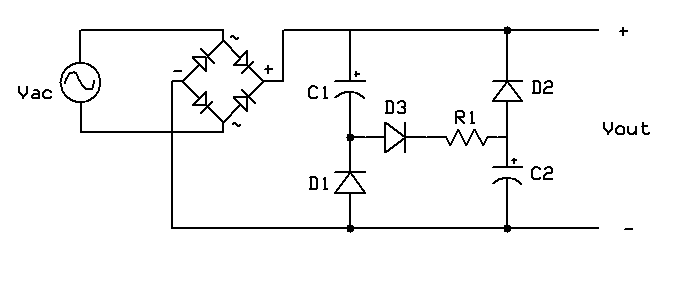 ~
+
-
+
Vac
C1
+
D2
D3
R1
Vout
+
D1
C2
~
-